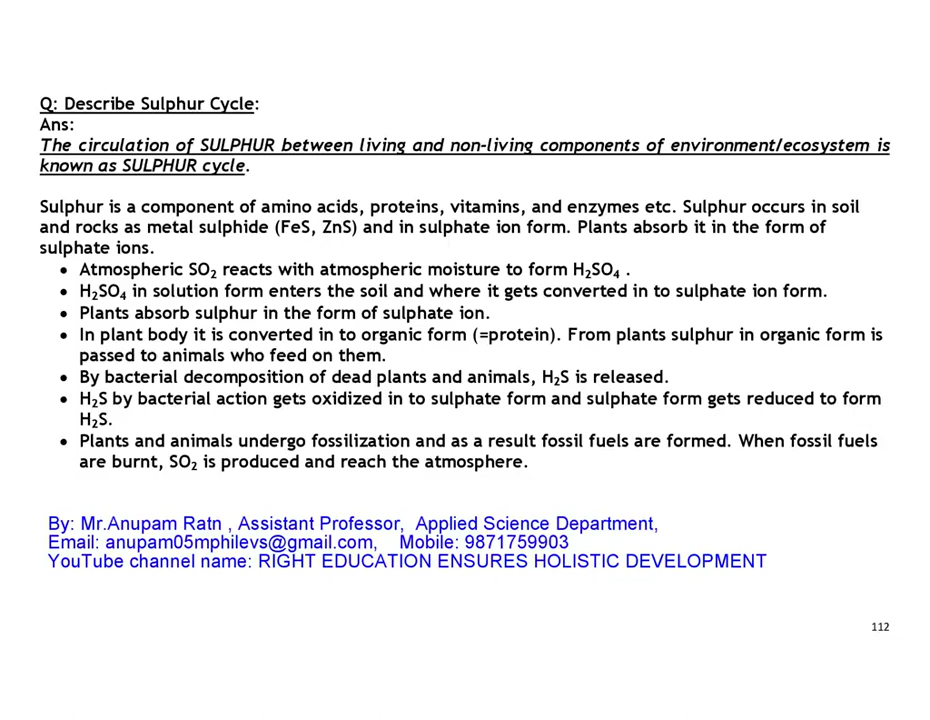 Q: Describe Sulphur Cycle:
Ans:
The circulation of SULPHUR between living and non-living components of environment/ecosystem is
known as SULPHUR cycle.
Sulphur is a component of amino acids, proteins, vitamins, and enzymes etc. Sulphur occurs in soil
and rocks as metal sulphide (FeS, ZnS) and in sulphate ion form. Plants absorb it in the form of
sulphate ions.
• Atmospheric SO₂ reacts with atmospheric moisture to form H₂SO₄ .
• H₂SO₄ in solution form enters the soil and where it gets converted in to sulphate ion form.
• Plants absorb sulphur in the form of sulphate ion.
• In plant body it is converted in to organic form (=protein). From plants sulphur in organic form is
passed to animals who feed on them.
• By bacterial decomposition of dead plants and animals, H₂S is released.
• H₂S by bacterial action gets oxidized in to sulphate form and sulphate form gets reduced to form
H₂S.
• Plants and animals undergo fossilization and as a result fossil fuels are formed. When fossil fuels
are burnt, SO₂ is produced and reach the atmosphere.
By: Mr.Anupam Ratn , Assistant Professor, Applied Science Department,
Email: anupam05mphilevs@gmail.com, Mobile: 9871759903
YouTube channel name: RIGHT EDUCATION ENSURES HOLISTIC DEVELOPMENT
112